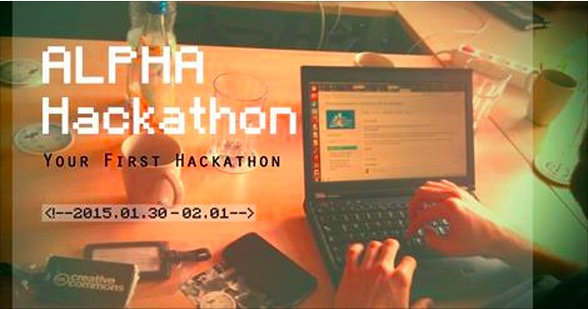 ALPHA
Hackathon
YOUR FIRST HACKATHON
<!--2015.01.30-02.01-->
creative
commons